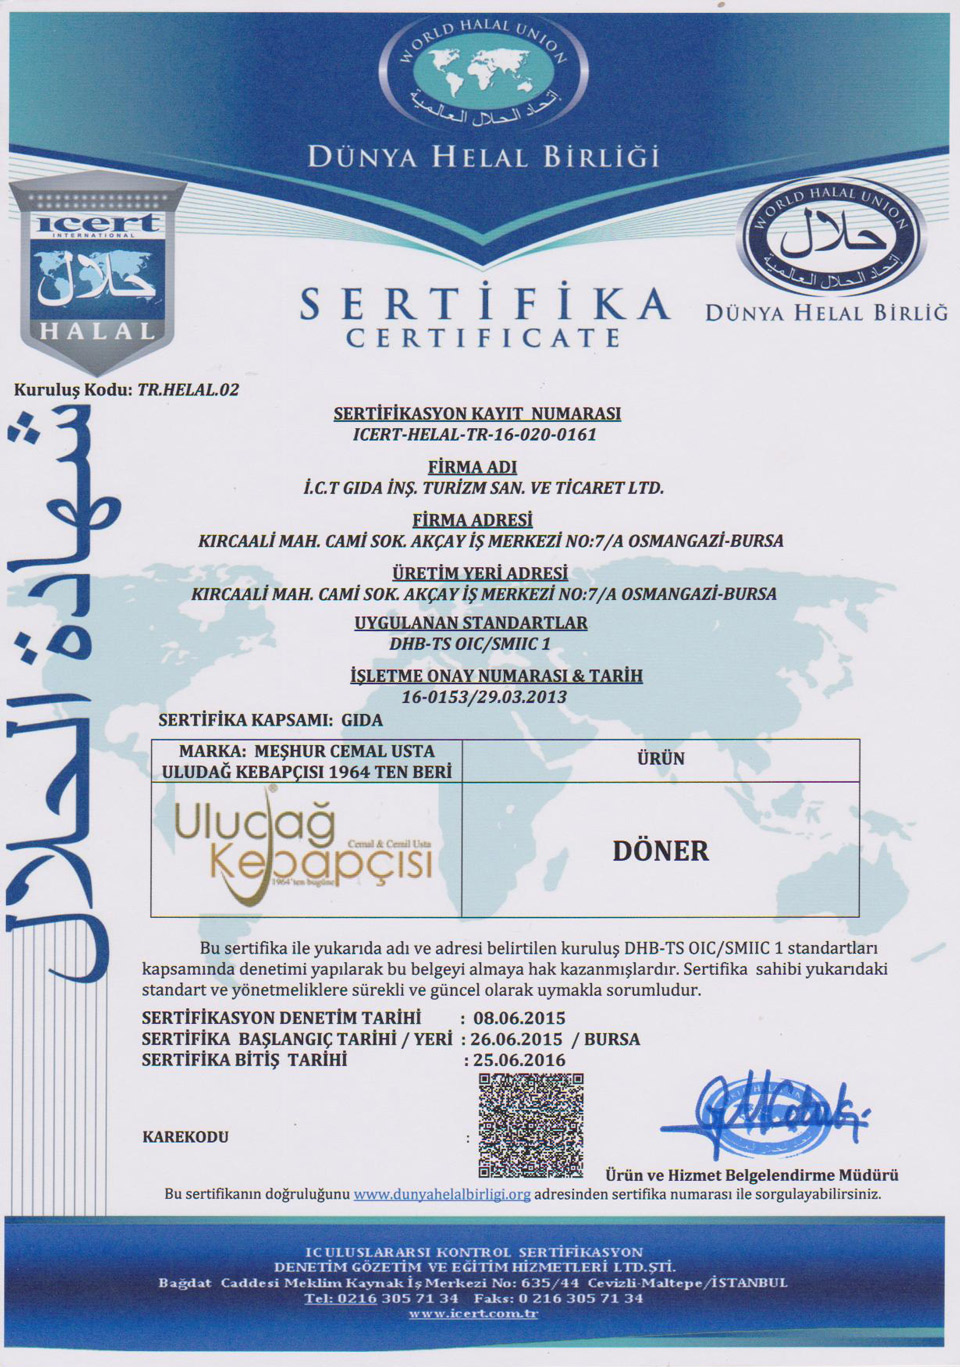 WORLD HALAL UNION
إتحاد الحلال العالمية
DÜNYA HELAL BİRLİĞİ
icert
INTERNATIONAL
حلال
HALAL
WORLD HALAL UNION
حلال
إتحاد الحلال العالمية
DÜNYA HELAL BİRLİĞ
SERTİFİKA
CERTIFICATE
Kuruluş Kodu: TR.HELAL.02
شهادة الحلال
SERTİFİKASYON KAYIT NUMARASI
ICERT-HELAL-TR-16-020-0161
FİRMA ADI
İ.C.T GIDA İNŞ. TURİZM SAN. VE TİCARET LTD.
FİRMA ADRESİ
KIRCAALİ MAH. CAMİ SOK. AKÇAY İŞ MERKEZİ NO:7/A OSMANGAZİ-BURSA
ÜRETİM YERİ ADRESİ
KIRCAALİ MAH. CAMİ SOK. AKÇAY İŞ MERKEZİ NO:7/A OSMANGAZİ-BURSA
UYGULANAN STANDARTLAR
DHB-TS OIC/SMIIC 1
İŞLETME ONAY NUMARASI & TARİH
16-0153/29.03.2013
SERTİFİKA KAPSAMI: GIDA
MARKA: MEŞHUR CEMAL USTA
ULUDAĞ KEBAPÇISI 1964 TEN BERİ
ÜRÜN
Uludağ ®
Cemal & Cemil Usta
Kebapçısı
1964'ten bugüne
DÖNER
Bu sertifika ile yukarıda adı ve adresi belirtilen kuruluş DHB-TS OIC/SMIIC 1 standartları
kapsamında denetimi yapılarak bu belgeyi almaya hak kazanmışlardır. Sertifika sahibi yukarıdaki
standart ve yönetmeliklere sürekli ve güncel olarak uymakla sorumludur.
SERTİFİKASYON DENETİM TARİHİ : 08.06.2015
SERTİFİKA BAŞLANGIÇ TARİHİ / YERİ : 26.06.2015 / BURSA
SERTİFİKA BİTİŞ TARİHİ : 25.06.2016
KAREKODU :
Ürün ve Hizmet Belgelendirme Müdürü
Bu sertifikanın doğruluğunu www.dunyahelalbirligi.org adresinden sertifika numarası ile sorgulayabilirsiniz.
IC ULUSLARARSI KONTROL SERTİFİKASYON
DENETİM GÖZETİM VE EĞİTİM HİZMETLERİ LTD.ŞTİ.
Bağdat Caddesi Meklim Kaynak İş Merkezi No: 635/44 Cevizli-Maltepe/İSTANBUL
Tel: 0216 305 71 34 Faks: 0 216 305 71 34
www.icert.com.tr